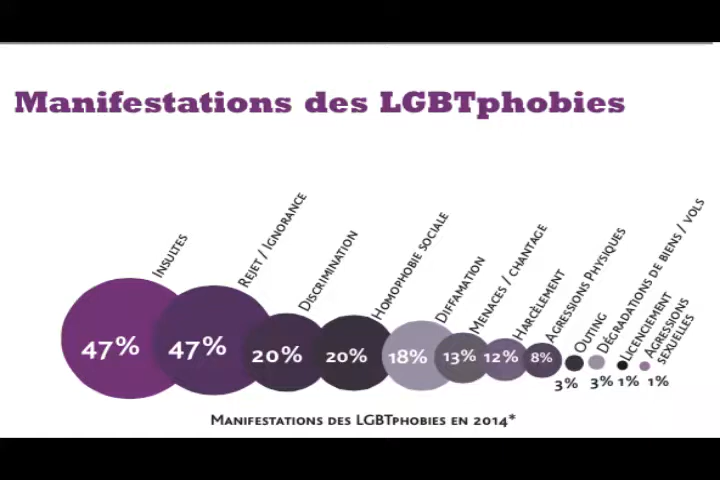 Manifestations des LGBTphobies
Insultes
Rejet / Ignorance
Discrimination
Homophobie sociale
Diffamation
Menaces / chantage
Harcèlement
Agressions Physiques
Outing
Dégradations de biens / vols
Licenciement
Agressions
sexuelles
47% 47% 20% 20% 18% 13% 12% 8%
3% 3% 1% 1%
Manifestations des LGBTphobies en 2014*